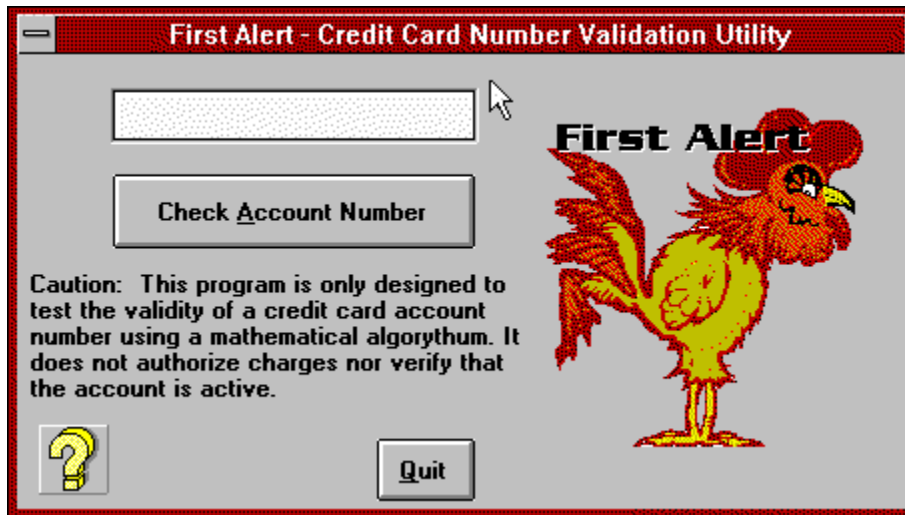 First Alert - Credit Card Number Validation Utility
First Alert
Check Account Number
Caution:  This program is only designed to
test the validity of a credit card account
number using a mathematical algorythum. It
does not authorize charges nor verify that
the account is active.
Quit